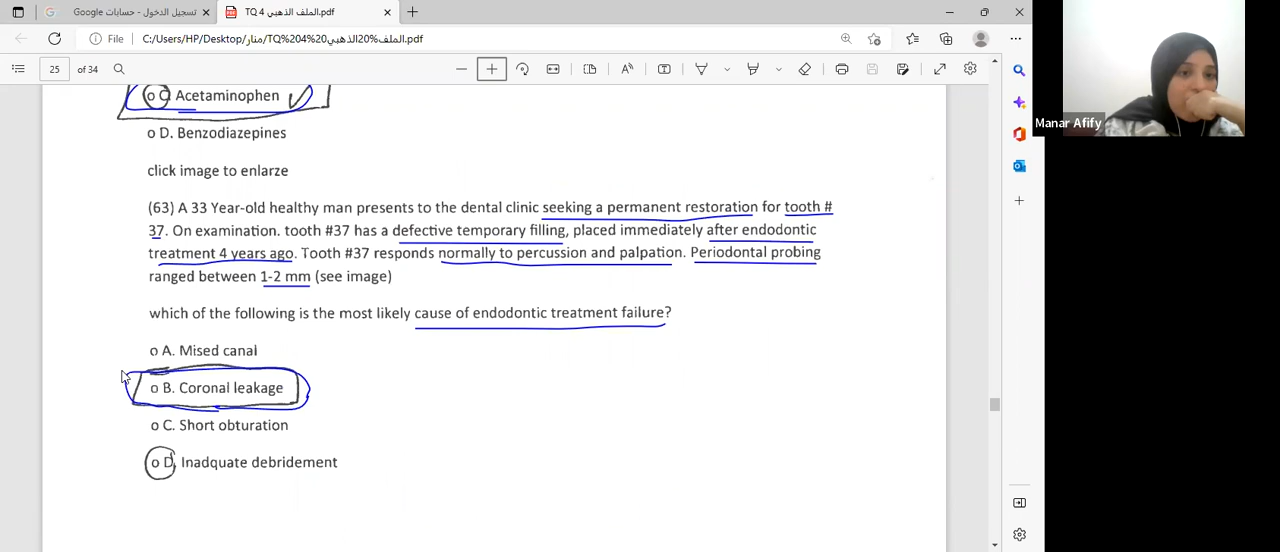 تسجيل الدخول - حسابات Google
TQ 4 الملف الذهبي.pdf
File
C:/Users/HP/Desktop/منار/TQ%204%20الملف%20الذهبي.pdf
25 of 34
C. Acetaminophen
o D. Benzodiazepines
click image to enlarze
(63) A 33 Year-old healthy man presents to the dental clinic seeking a permanent restoration for tooth #
37. On examination. tooth #37 has a defective temporary filling, placed immediately after endodontic
treatment 4 years ago. Tooth #37 responds normally to percussion and palpation. Periodontal probing
ranged between 1-2 mm (see image)
which of the following is the most likely cause of endodontic treatment failure?
o A. Mised canal
o B. Coronal leakage
o C. Short obturation
o D. Inadquate debridement
Manar Afify